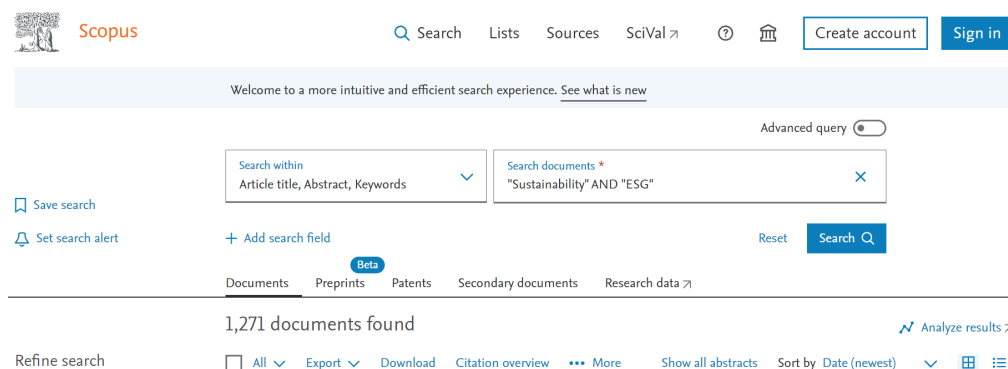 Scopus
Search Lists Sources SciVal Create account Sign in
Welcome to a more intuitive and efficient search experience. See what is new
Advanced query
Search within
Article title, Abstract, Keywords
Search documents *
"Sustainability" AND "ESG"
Save search
Set search alert
Add search field
Reset
Search
Beta
Documents Preprints Patents Secondary documents Research data
1,271 documents found
Analyze results
Refine search
All Export Download Citation overview More Show all abstracts Sort by Date (newest)